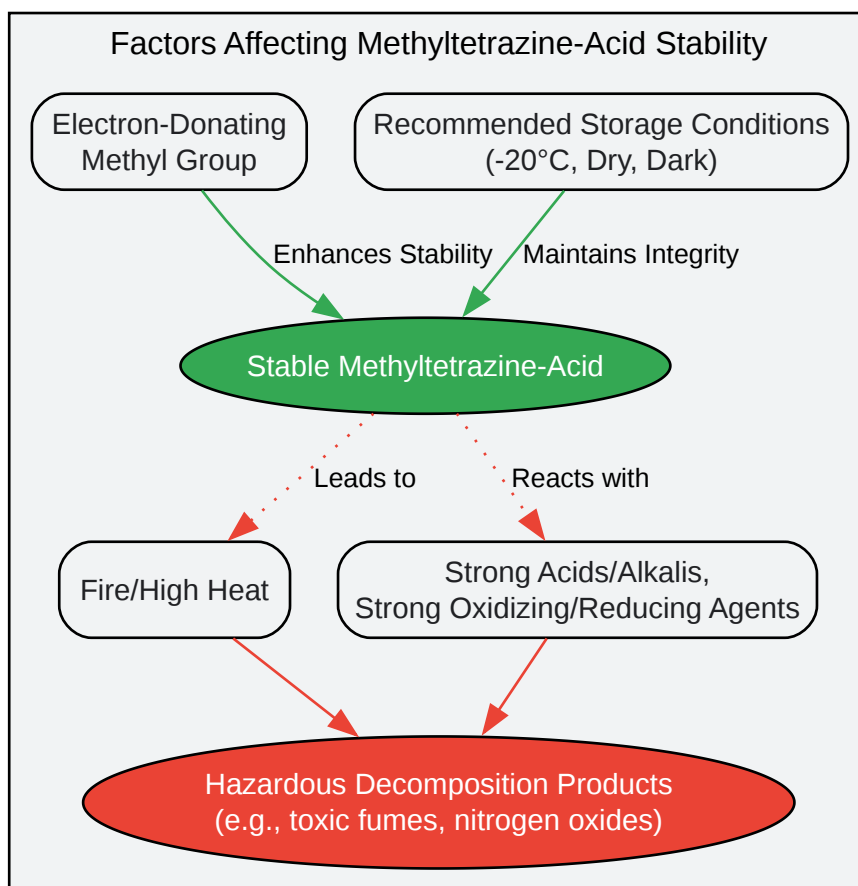 Factors Affecting Methyltetrazine-Acid Stability
Electron-Donating
Methyl Group
Recommended Storage Conditions
(-20°C, Dry, Dark)
Enhances Stability
Maintains Integrity
Stable Methyltetrazine-Acid
Leads to
Reacts with
Fire/High Heat
Strong Acids/Alkalis,
Strong Oxidizing/Reducing Agents
Hazardous Decomposition Products
(e.g., toxic fumes, nitrogen oxides)